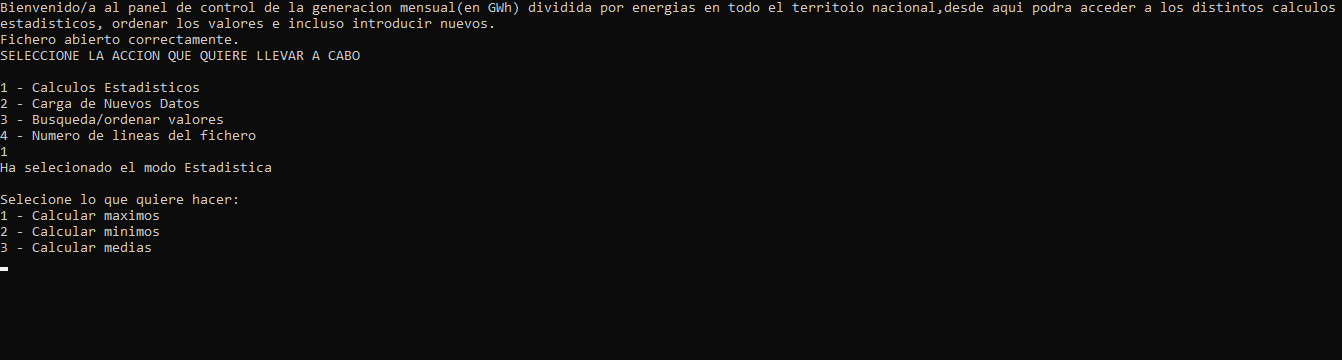 Bienvenido/a al panel de control de la generacion mensual(en GWh) dividida por energias en todo el territoio nacional,desde aqui podra acceder a los distintos calculos
estadisticos, ordenar los valores e incluso introducir nuevos.
Fichero abierto correctamente.
SELECCIONE LA ACCION QUE QUIERE LLEVAR A CABO
1 - Calculos Estadisticos
2 - Carga de Nuevos Datos
3 - Busqueda/ordenar valores
4 - Numero de lineas del fichero
1
Ha selecionado el modo Estadistica
Selecione lo que quiere hacer:
1 - Calcular maximos
2 - Calcular minimos
3 - Calcular medias